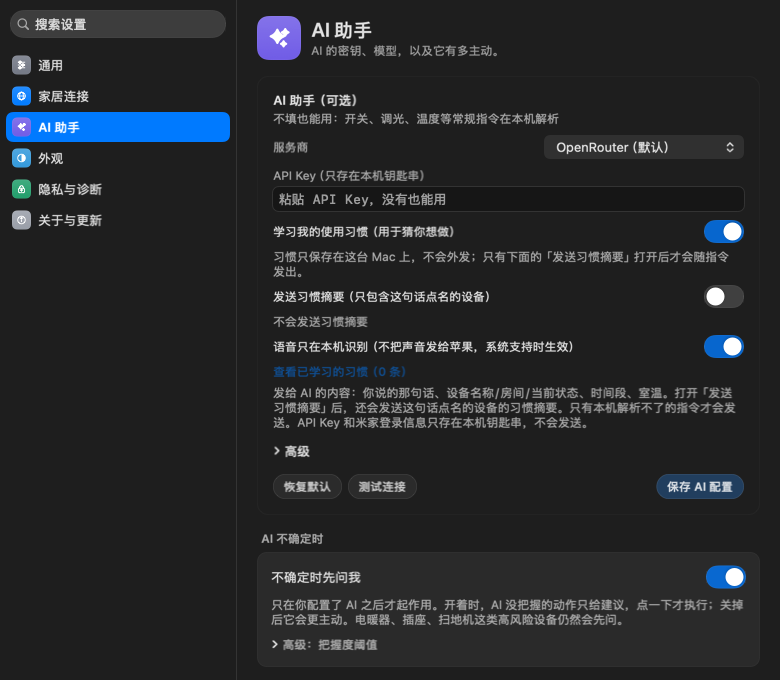 搜索设置
通用
家居连接
AI 助手
外观
隐私与诊断
关于与更新
AI 助手
AI 的密钥、模型，以及它有多主动。
AI 助手（可选）
不填也能用：开关、调光、温度等常规指令在本机解析
服务商
OpenRouter（默认）
API Key（只存在本机钥匙串）
粘贴 API Key，没有也能用
学习我的使用习惯（用于猜你想做）
习惯只保存在这台 Mac 上，不会外发；只有下面的「发送习惯摘要」打开后才会随指令
发出。
发送习惯摘要（只包含这句话点名的设备）
不会发送习惯摘要
语音只在本机识别（不把声音发给苹果，系统支持时生效）
查看已学习的习惯（0 条）
发给 AI 的内容：你说的那句话、设备名称/房间/当前状态、时间段、室温。打开「发送
习惯摘要」后，还会发送这句话点名的设备的习惯摘要。只有本机解析不了的指令才会发
送。API Key 和米家登录信息只存在本机钥匙串，不会发送。
高级
恢复默认
测试连接
保存 AI 配置
AI 不确定时
不确定时先问我
只在你配置了 AI 之后才起作用。开着时，AI 没把握的动作只给建议，点一下才执行；关掉
后它会更主动。电暖器、插座、扫地机这类高风险设备仍然会先问。
高级：把握度阈值